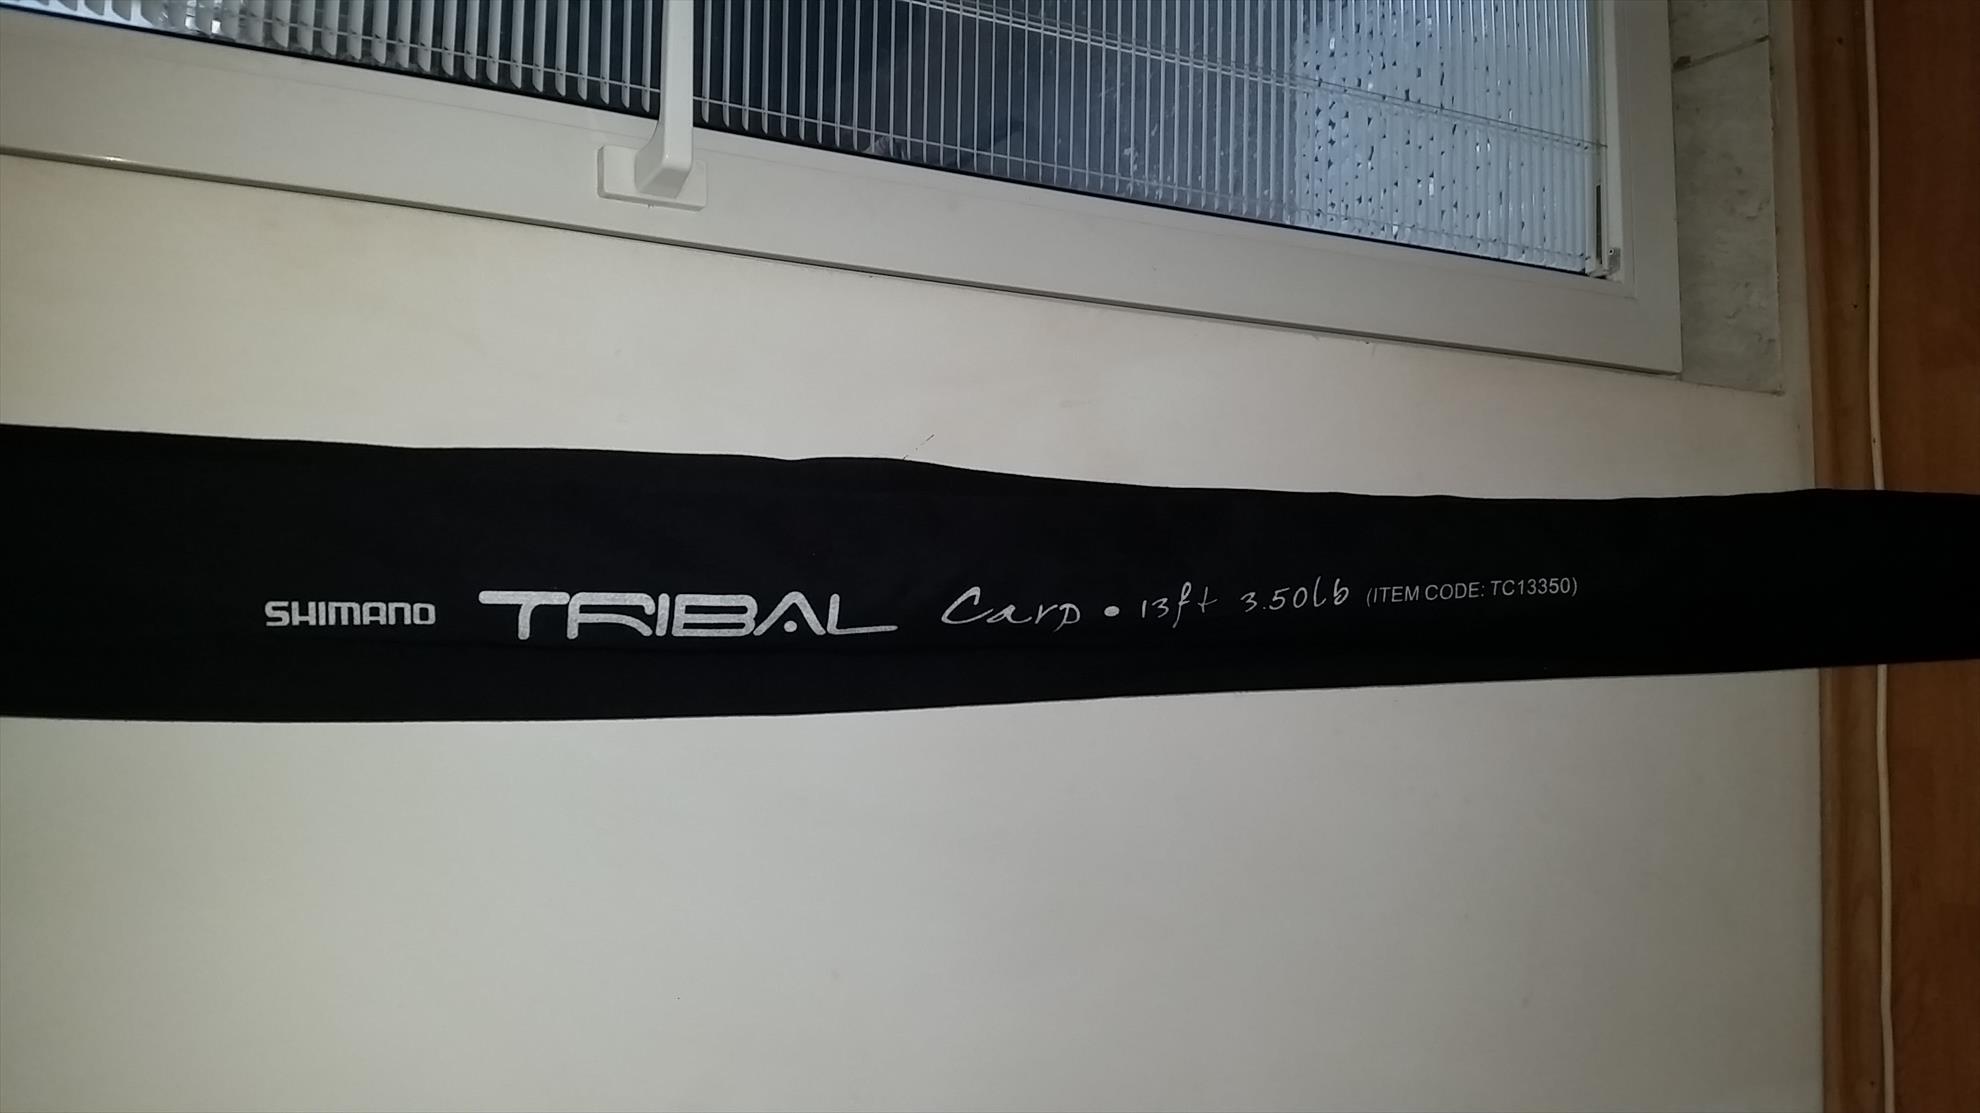 SHIMANO TRIBAL Carp • 13ft 3.50lb (ITEM CODE: TC13350)